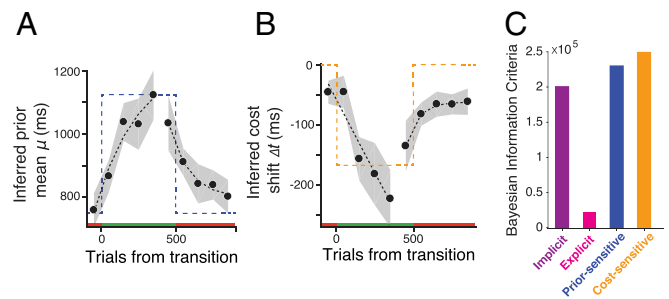 A
Inferred prior
mean μ (ms)
1200
1000
800
0
500
Trials from transition
B
Inferred cost
shift Δt (ms)
0
-100
-200
0
500
Trials from transition
C
Bayesian Information Criteria
2.5 x10⁵
2
1.5
1
0.5
0
Implicit
Explicit
Prior-sensitive
Cost-sensitive